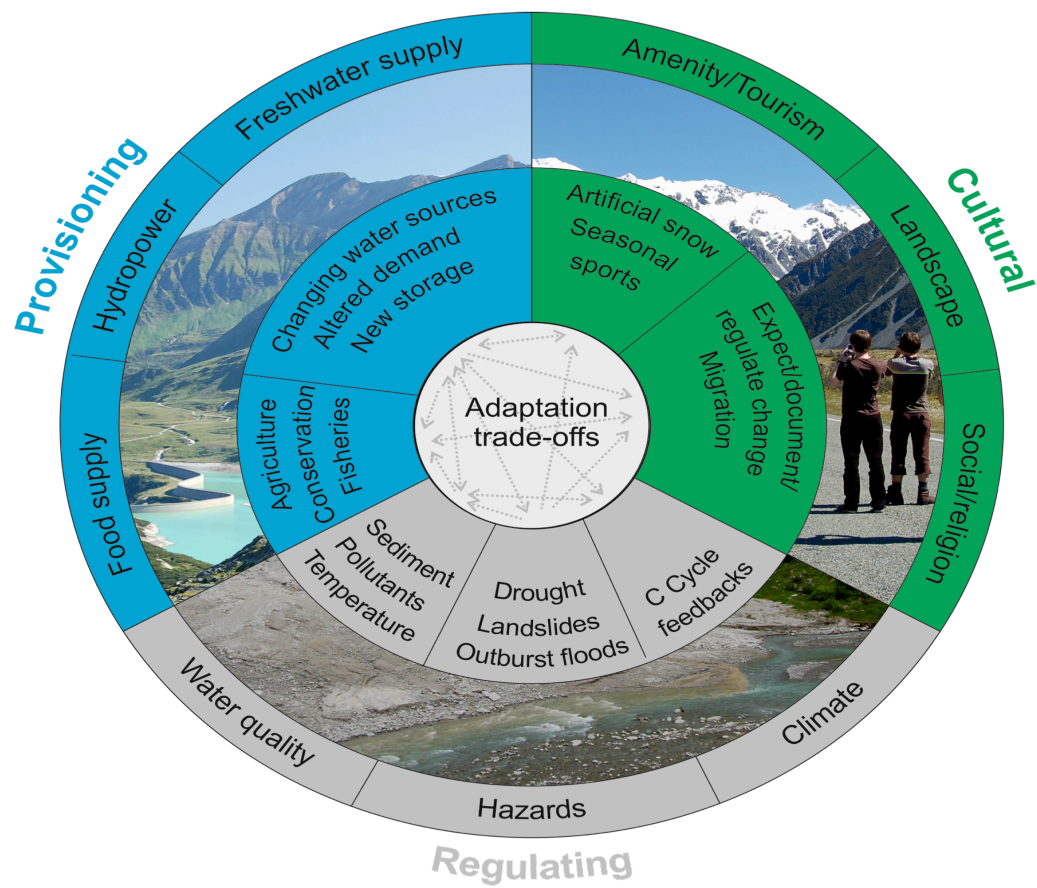 Provisioning
Freshwater supply
Hydropower
Food supply
Changing water sources
Altered demand
New storage
Agriculture
Conservation
Fisheries
Cultural
Amenity/Tourism
Landscape
Social/religion
Artificial snow
Seasonal
sports
Expect/document/
regulate change
Migration
Adaptation
trade-offs
Sediment
Pollutants
Temperature
Drought
Landslides
Outburst floods
C Cycle
feedbacks
Water quality
Hazards
Climate
Regulating